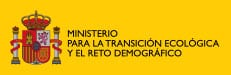 MINISTERIO
PARA LA TRANSICIÓN ECOLÓGICA
Y EL RETO DEMOGRÁFICO